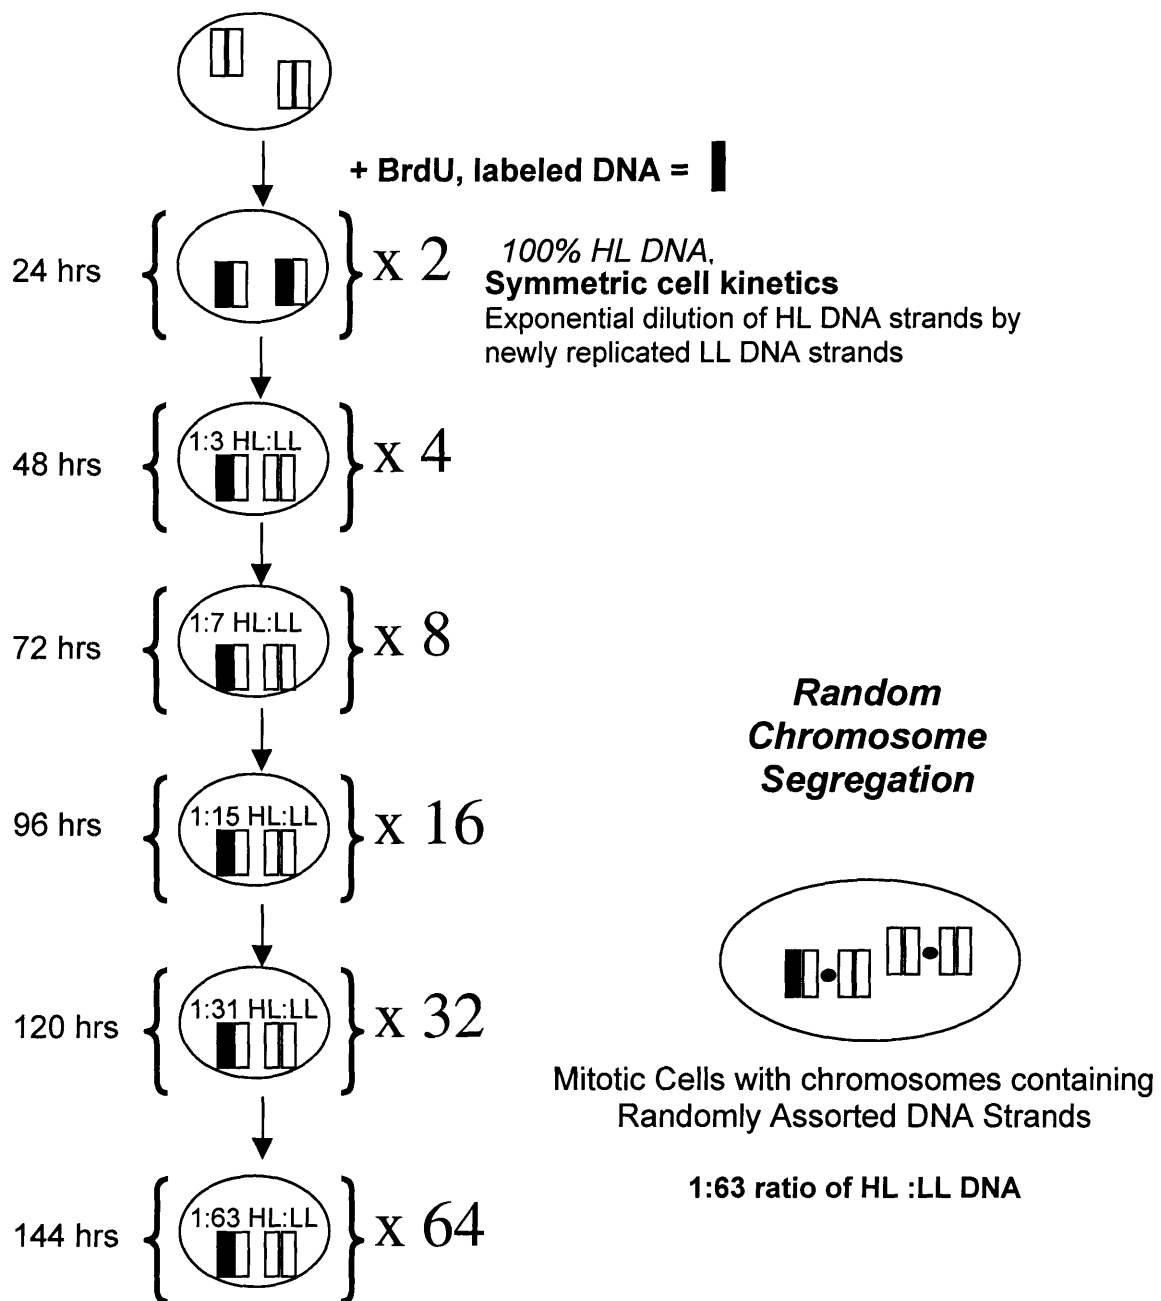 + BrdU, labeled DNA =
24 hrs
x 2
100% HL DNA,
Symmetric cell kinetics
Exponential dilution of HL DNA strands by
newly replicated LL DNA strands
48 hrs
1:3 HL:LL
x 4
72 hrs
1:7 HL:LL
x 8
Random
Chromosome
Segregation
96 hrs
1:15 HL:LL
x 16
120 hrs
1:31 HL:LL
x 32
Mitotic Cells with chromosomes containing
Randomly Assorted DNA Strands
1:63 ratio of HL :LL DNA
144 hrs
1:63 HL:LL
x 64